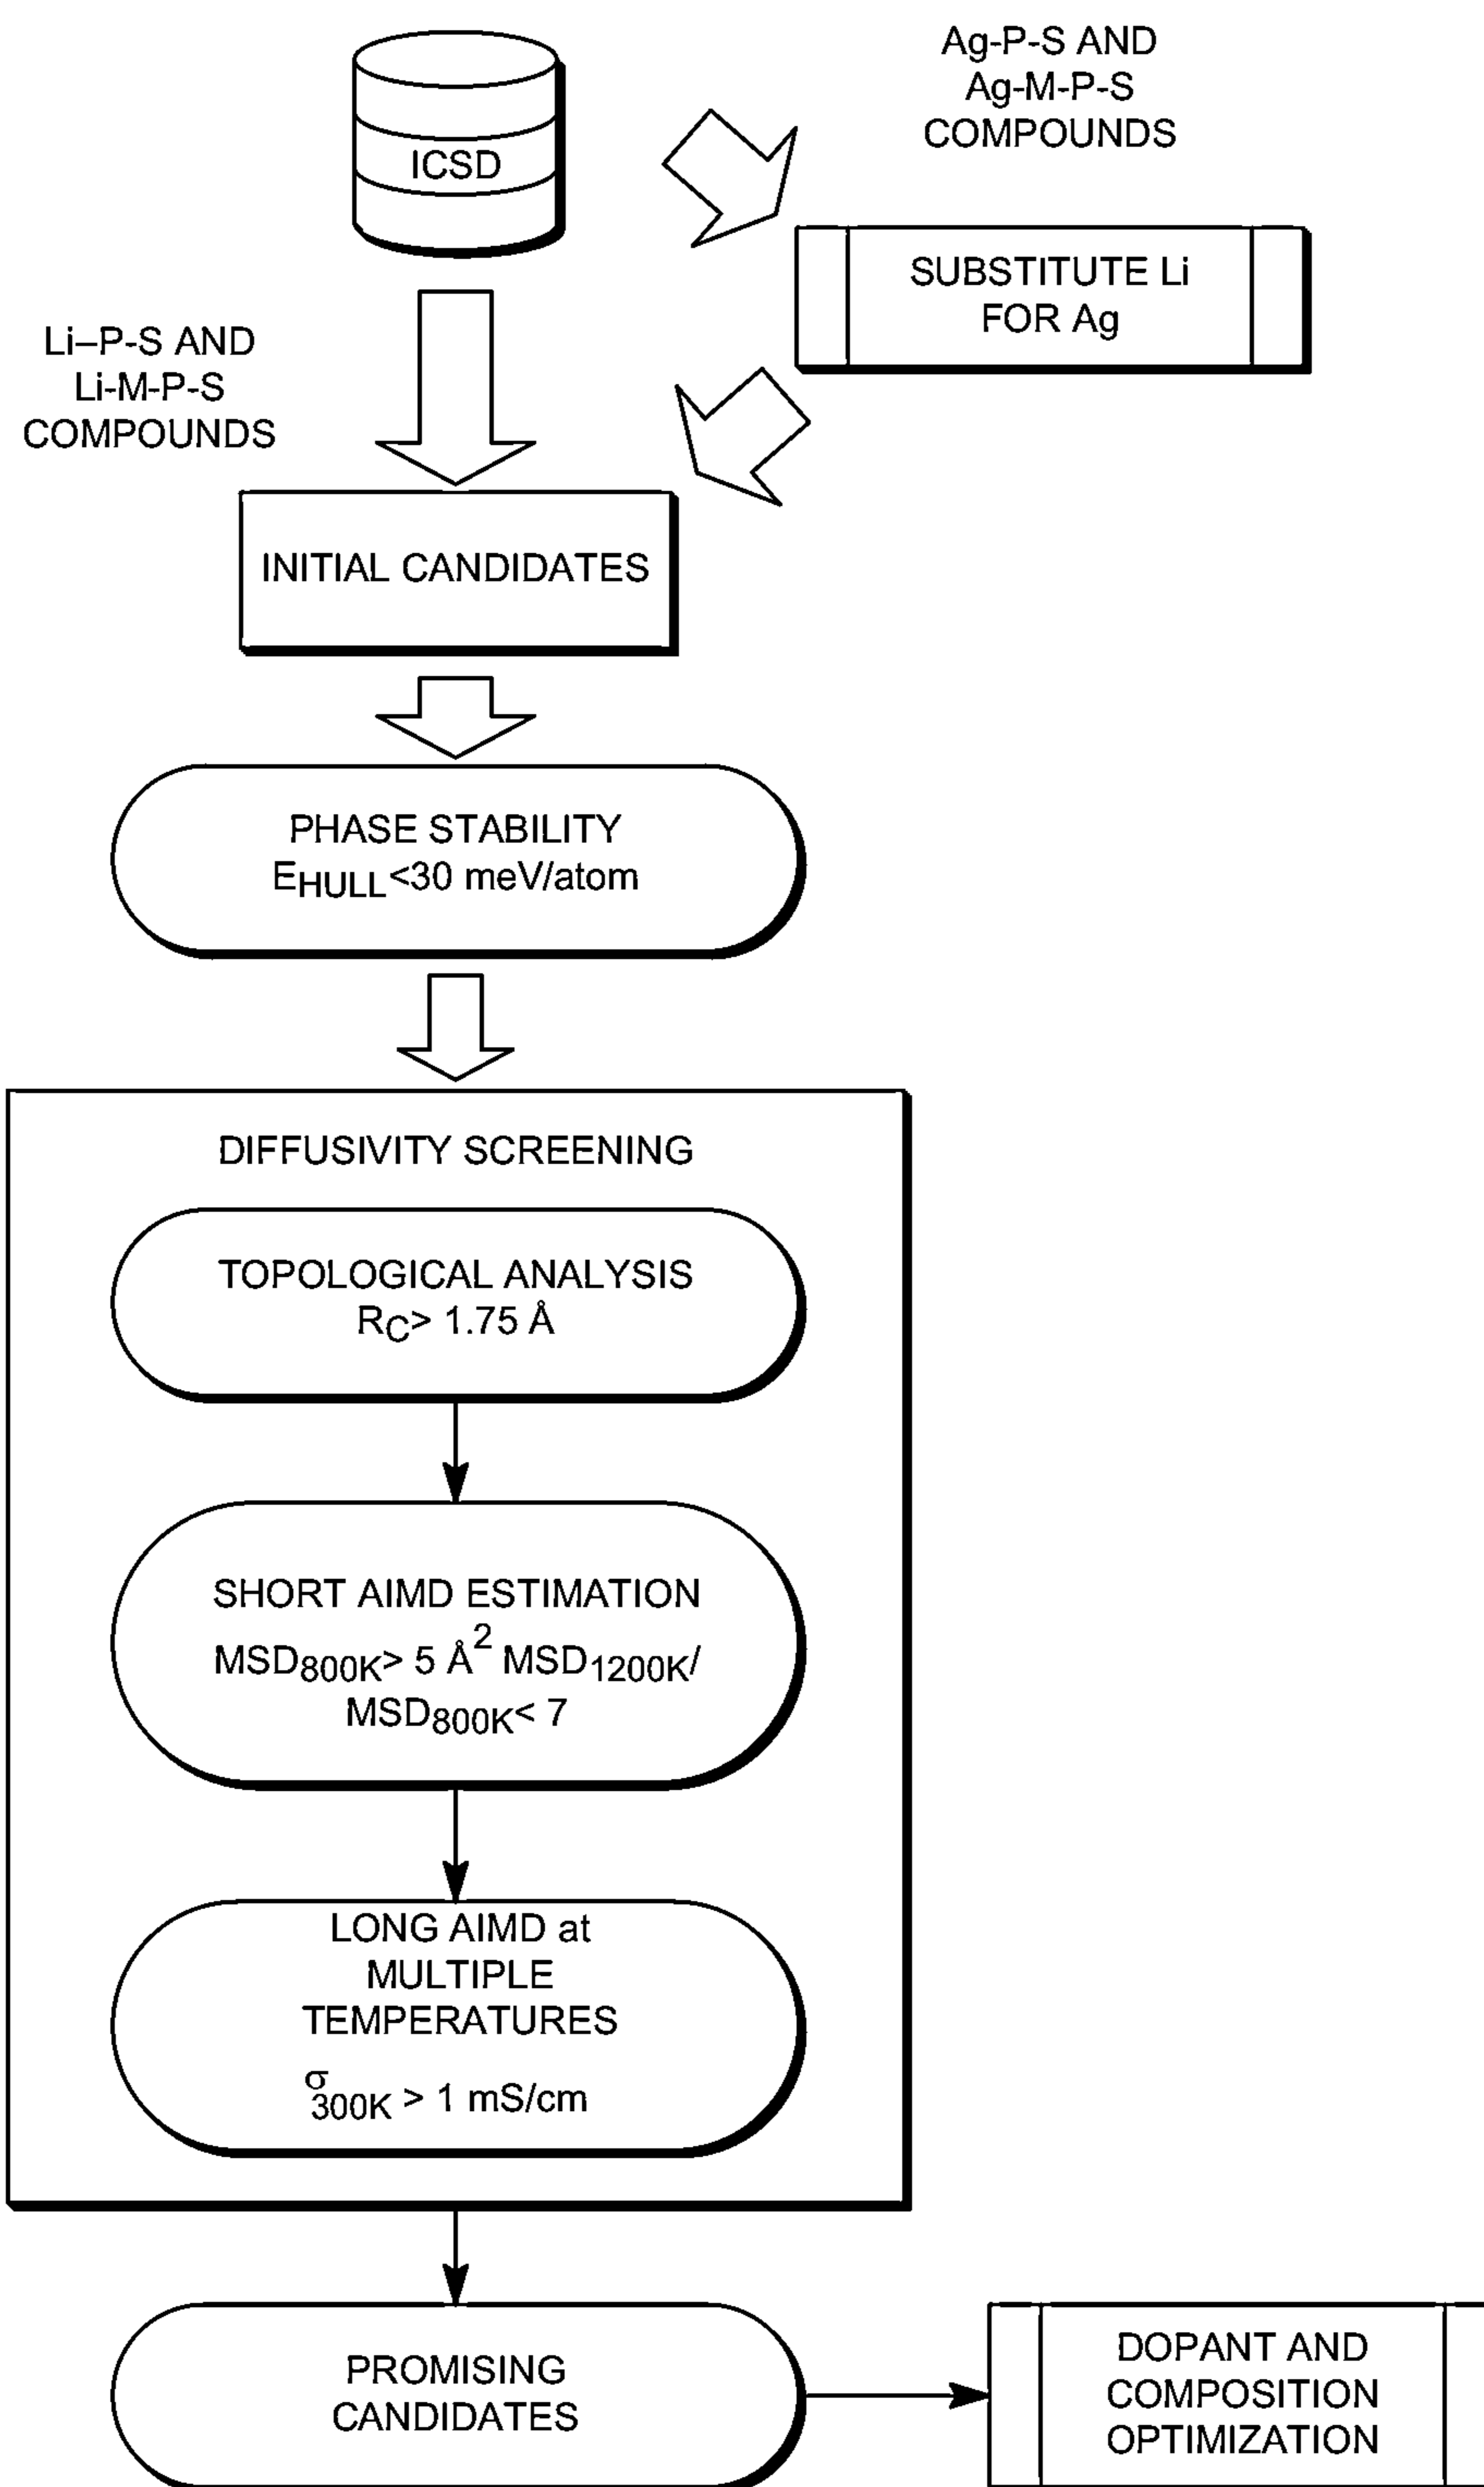 ICSD
Ag-P-S AND
Ag-M-P-S
COMPOUNDS
SUBSTITUTE Li
FOR Ag
Li–P-S AND
Li-M-P-S
COMPOUNDS
INITIAL CANDIDATES
PHASE STABILITY
EHULL<30 meV/atom
DIFFUSIVITY SCREENING
TOPOLOGICAL ANALYSIS
RC> 1.75 Å
SHORT AIMD ESTIMATION
MSD800K> 5 Å² MSD1200K/
MSD800K< 7
LONG AIMD at
MULTIPLE
TEMPERATURES
σ300K > 1 mS/cm
PROMISING
CANDIDATES
DOPANT AND
COMPOSITION
OPTIMIZATION